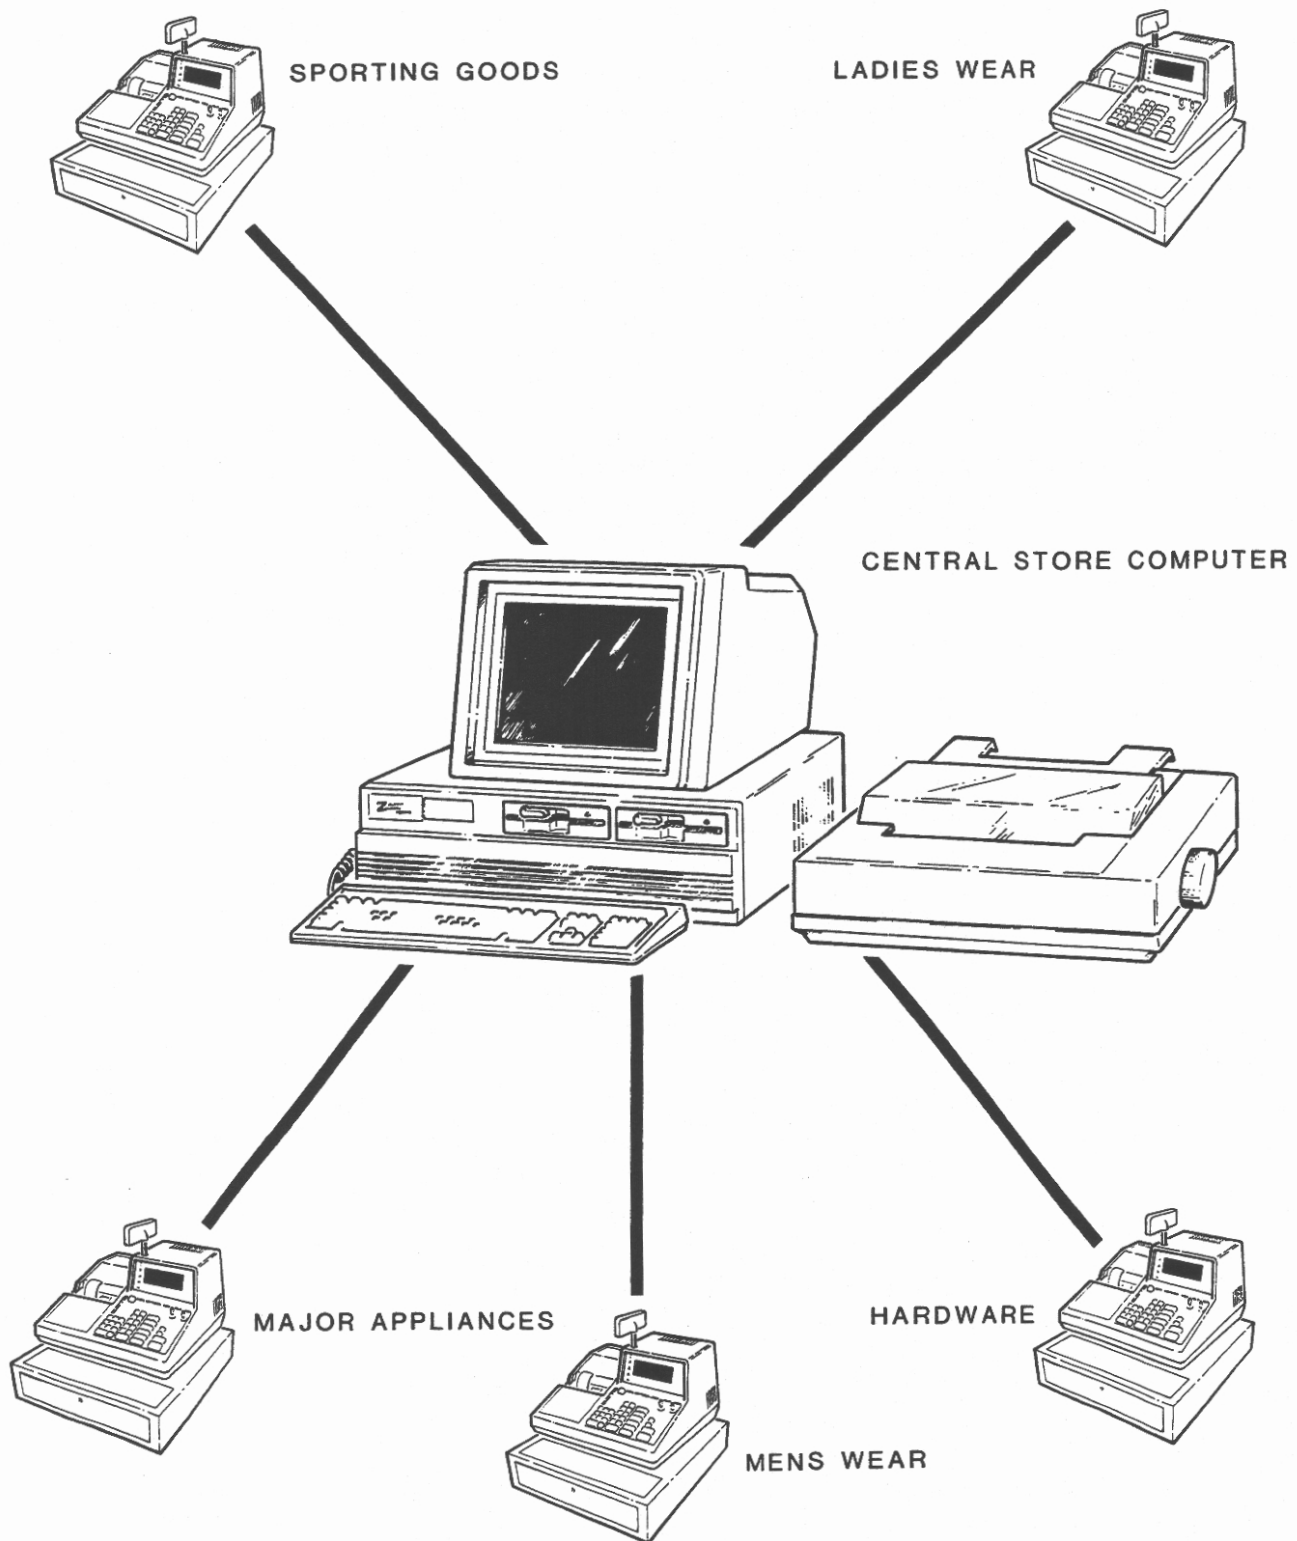 SPORTING GOODS
LADIES WEAR
CENTRAL STORE COMPUTER
MAJOR APPLIANCES
HARDWARE
MENS WEAR